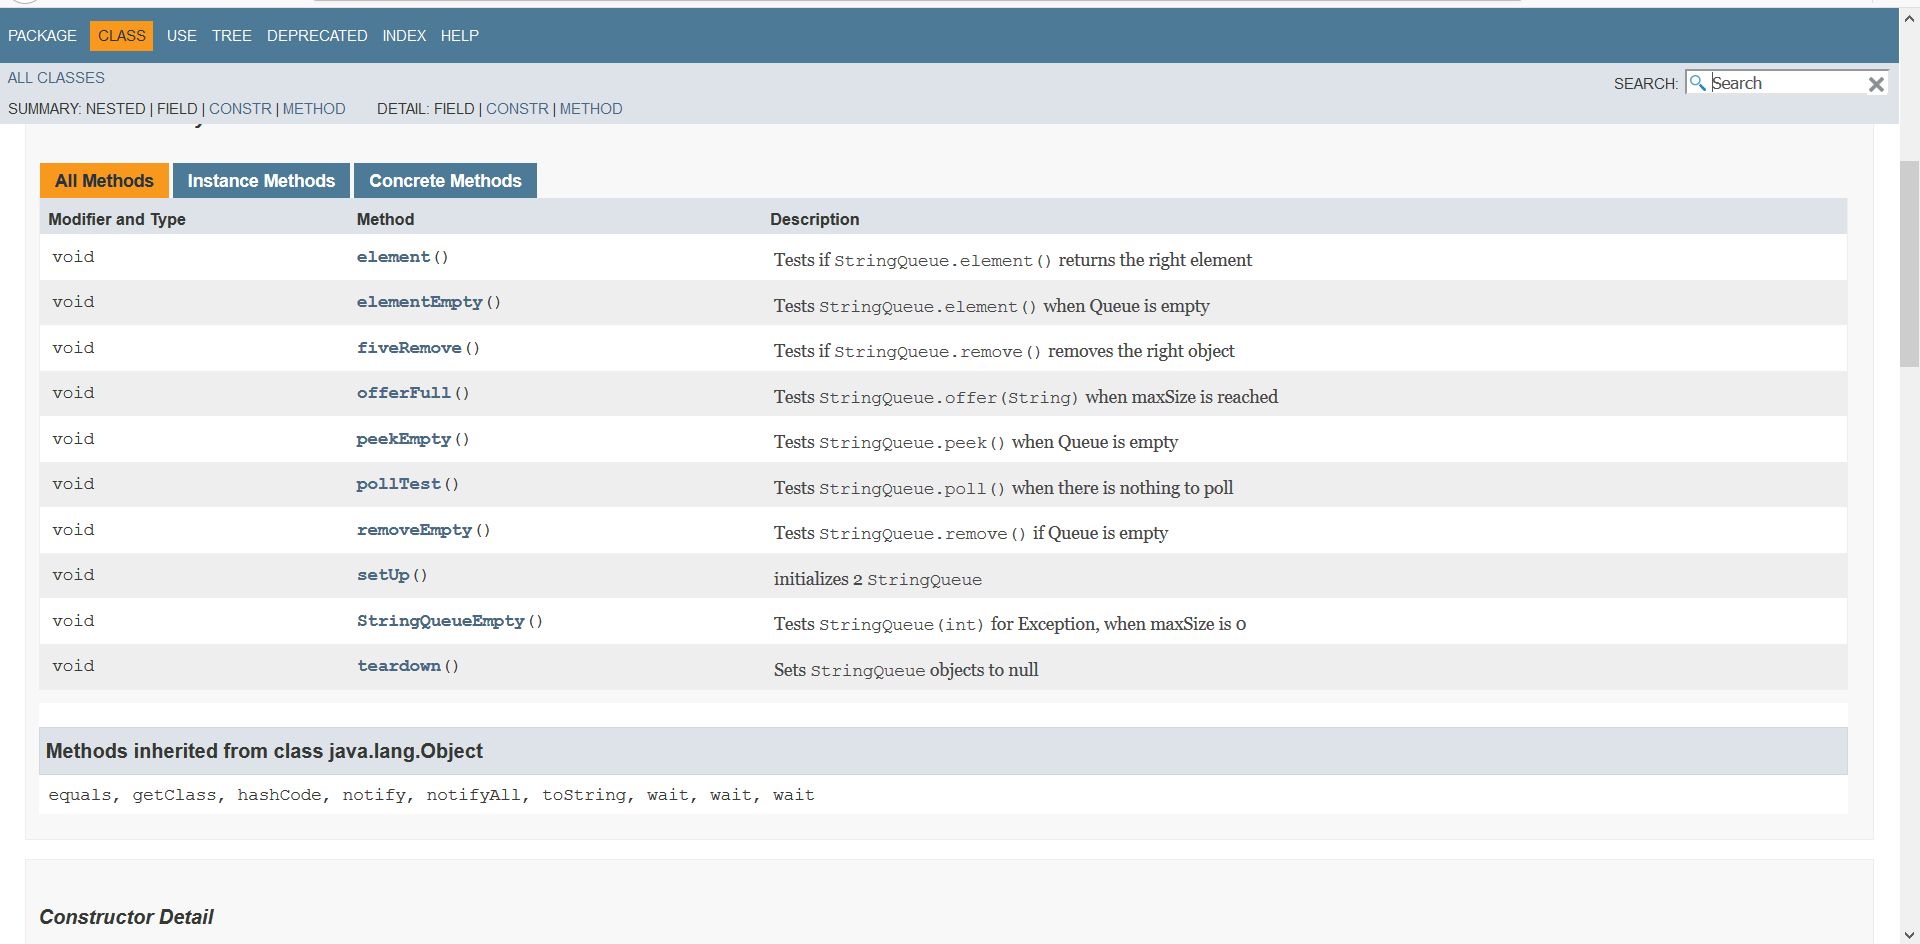 PACKAGE CLASS USE TREE DEPRECATED INDEX HELP
ALL CLASSES
SEARCH: Search
SUMMARY: NESTED | FIELD | CONSTR | METHOD DETAIL: FIELD | CONSTR | METHOD
All Methods Instance Methods Concrete Methods
Modifier and Type Method Description
void element() Tests if StringQueue.element() returns the right element
void elementEmpty() Tests StringQueue.element() when Queue is empty
void fiveRemove() Tests if StringQueue.remove() removes the right object
void offerFull() Tests StringQueue.offer(String) when maxSize is reached
void peekEmpty() Tests StringQueue.peek() when Queue is empty
void pollTest() Tests StringQueue.poll() when there is nothing to poll
void removeEmpty() Tests StringQueue.remove() if Queue is empty
void setUp() initializes 2 StringQueue
void StringQueueEmpty() Tests StringQueue(int) for Exception, when maxSize is 0
void teardown() Sets StringQueue objects to null
Methods inherited from class java.lang.Object
equals, getClass, hashCode, notify, notifyAll, toString, wait, wait, wait
Constructor Detail